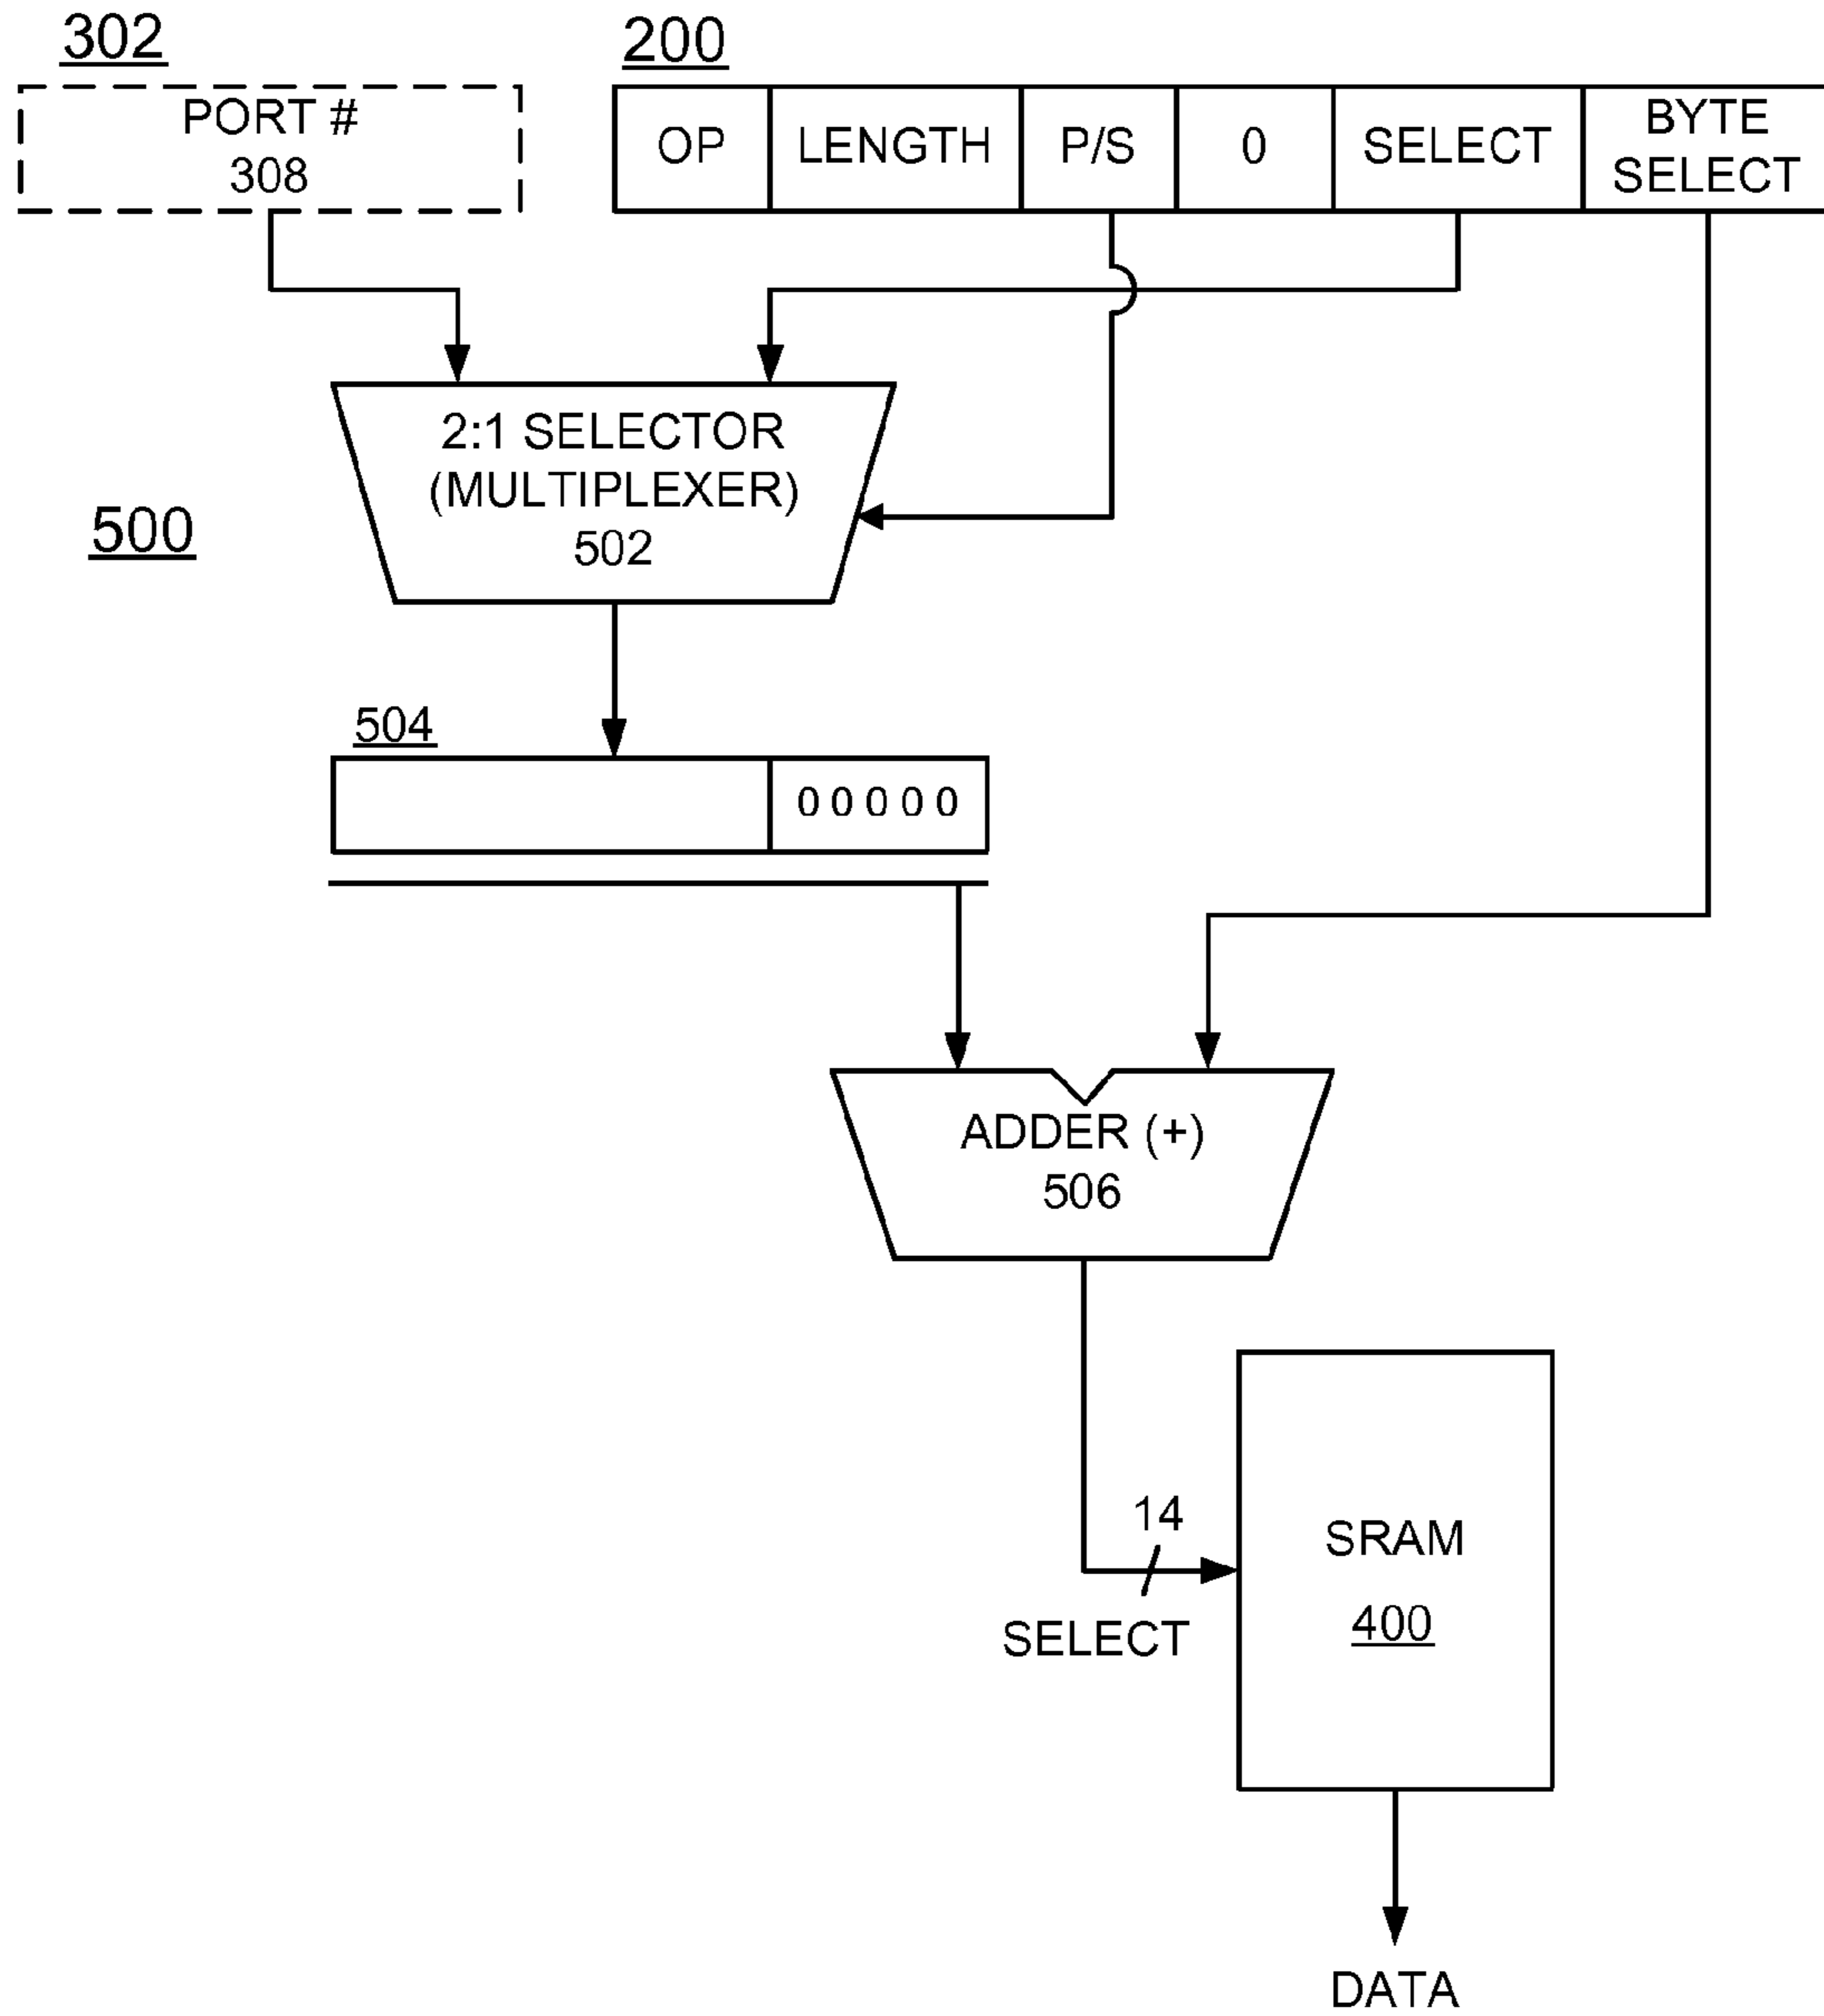 302
200
PORT #
308
OP LENGTH P/S 0 SELECT BYTE
SELECT
2:1 SELECTOR
(MULTIPLEXER)
502
500
504
0 0 0 0 0
ADDER (+)
506
14
SELECT
SRAM
400
DATA